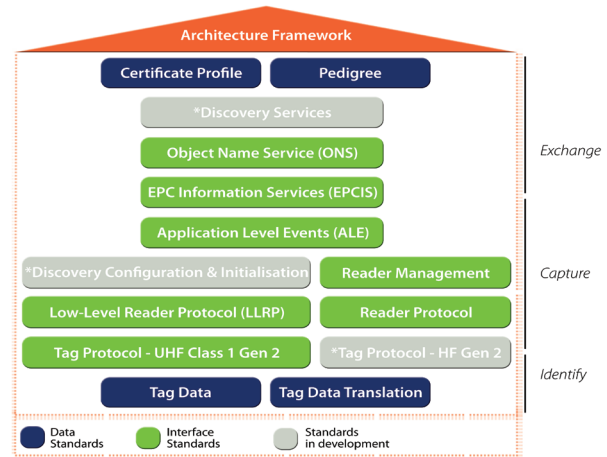 Architecture Framework
Certificate Profile
Pedigree
*Discovery Services
Object Name Service (ONS)
Exchange
EPC Information Services (EPCIS)
Application Level Events (ALE)
*Discovery Configuration & Initialisation
Reader Management
Capture
Low-Level Reader Protocol (LLRP)
Reader Protocol
Tag Protocol - UHF Class 1 Gen 2
*Tag Protocol - HF Gen 2
Identify
Tag Data
Tag Data Translation
Data
Standards
Interface
Standards
Standards
in development